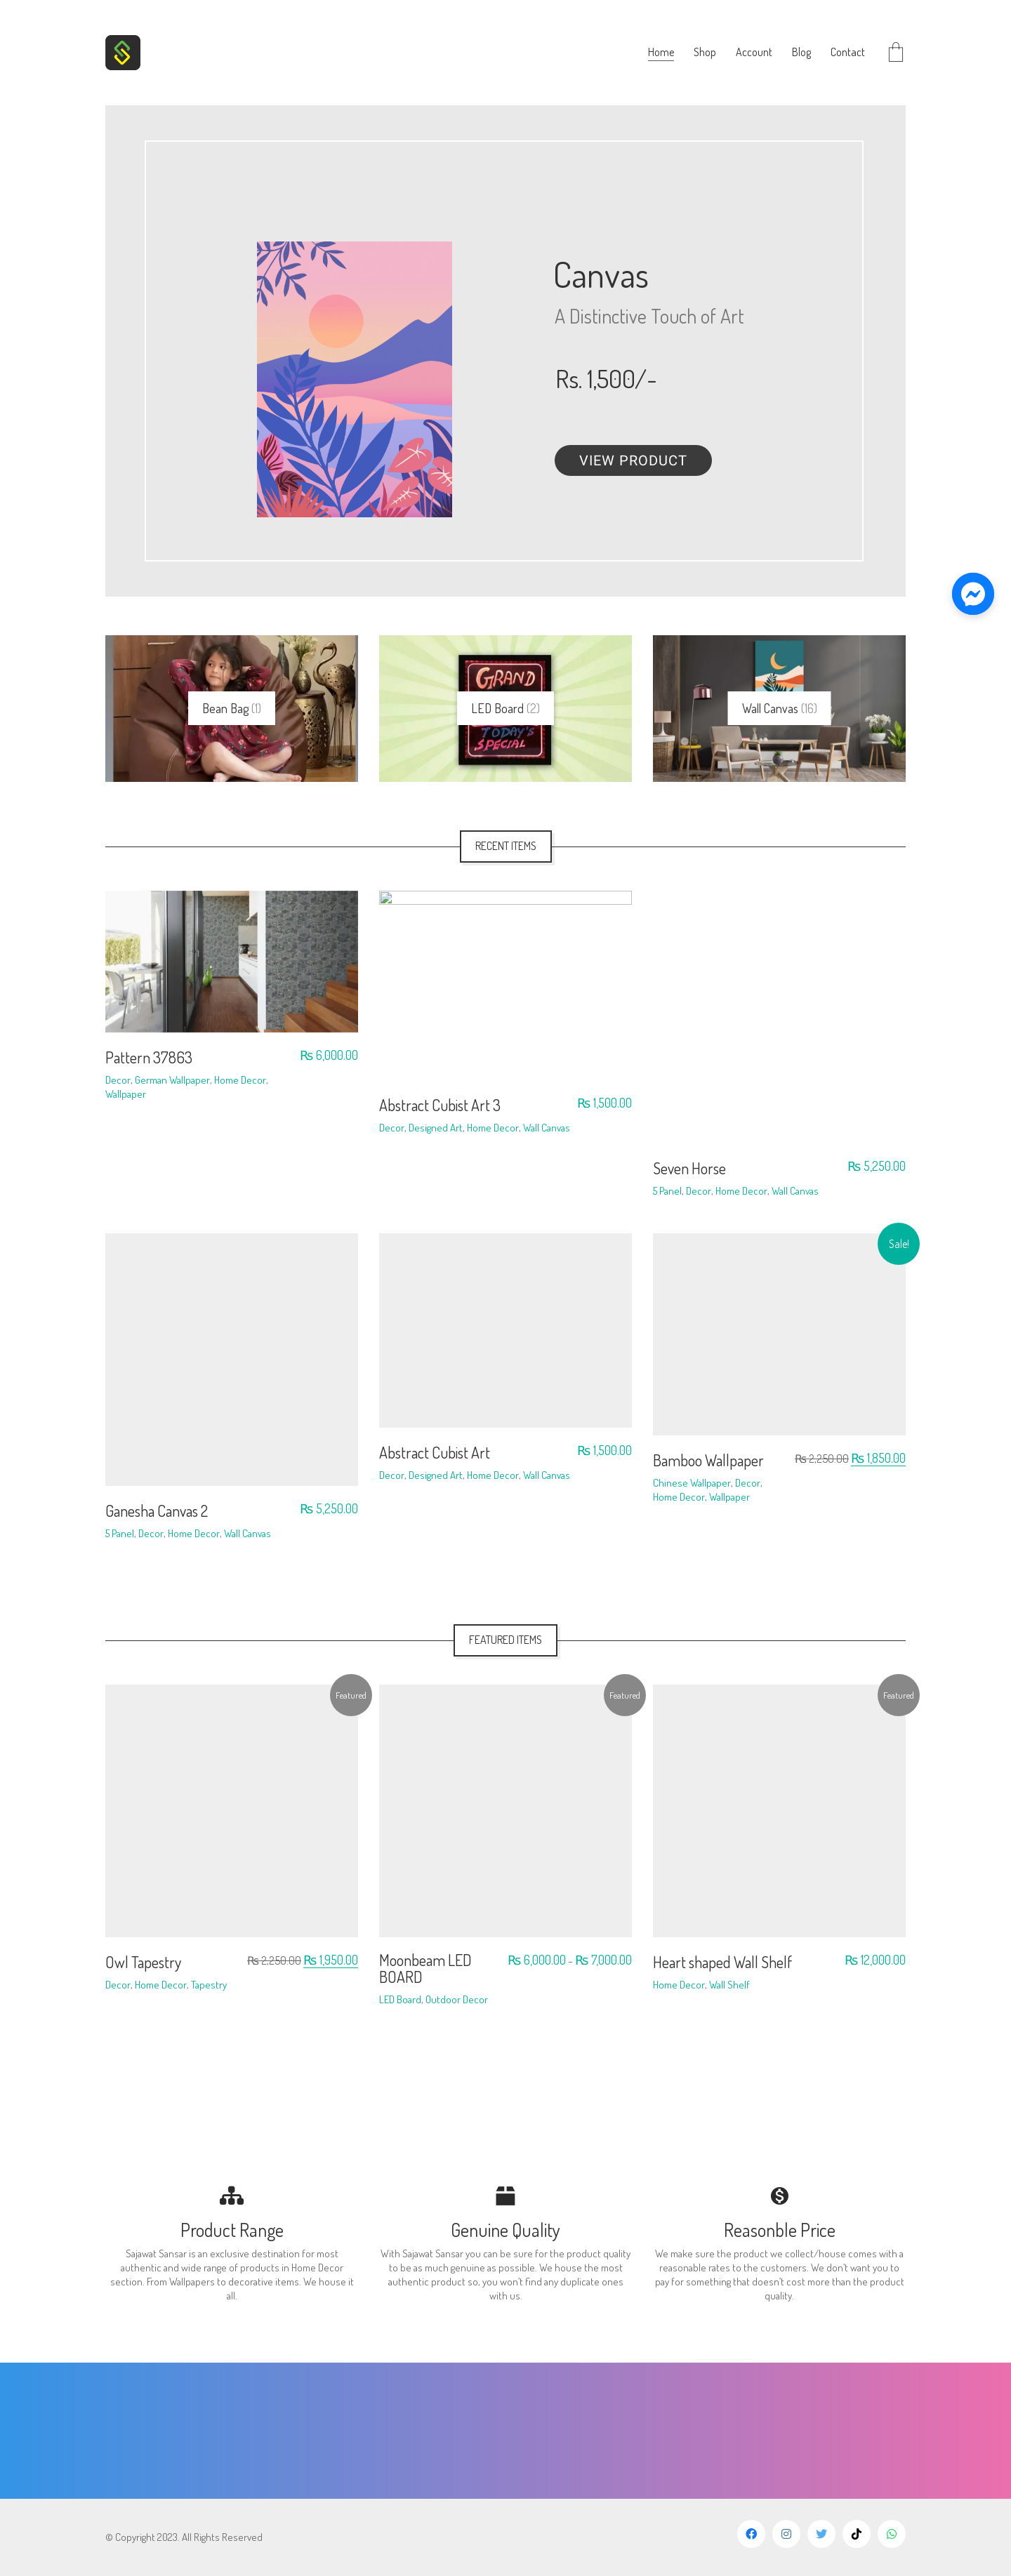 Home Shop Account Blog Contact
Canvas
A Distinctive Touch of Art
Rs. 1,500/-
VIEW PRODUCT
Bean Bag (1)
GRAND
TODAY'S
SPECIAL
LED Board (2)
Wall Canvas (16)
RECENT ITEMS
Pattern 37863
₨ 6,000.00
Decor, German Wallpaper, Home Decor,
Wallpaper
Abstract Cubist Art 3
₨ 1,500.00
Decor, Designed Art, Home Decor, Wall Canvas
Seven Horse
₨ 5,250.00
5 Panel, Decor, Home Decor, Wall Canvas
Ganesha Canvas 2
₨ 5,250.00
5 Panel, Decor, Home Decor, Wall Canvas
Abstract Cubist Art
₨ 1,500.00
Decor, Designed Art, Home Decor, Wall Canvas
Sale!
Bamboo Wallpaper
₨ 2,250.00 ₨ 1,850.00
Chinese Wallpaper, Decor,
Home Decor, Wallpaper
FEATURED ITEMS
Featured
Owl Tapestry
₨ 2,250.00 ₨ 1,950.00
Decor, Home Decor, Tapestry
Featured
Moonbeam LED
BOARD
₨ 6,000.00 - ₨ 7,000.00
LED Board, Outdoor Decor
Featured
Heart shaped Wall Shelf
₨ 12,000.00
Home Decor, Wall Shelf
Product Range
Sajawat Sansar is an exclusive destination for most
authentic and wide range of products in Home Decor
section. From Wallpapers to decorative items. We house it
all.
Genuine Quality
With Sajawat Sansar you can be sure for the product quality
to be as much genuine as possible. We house the most
authentic product so, you won't find any duplicate ones
with us.
Reasonble Price
We make sure the product we collect/house comes with a
reasonable rates to the customers. We don't want you to
pay for something that doesn't cost more than the product
quality.
© Copyright 2023. All Rights Reserved